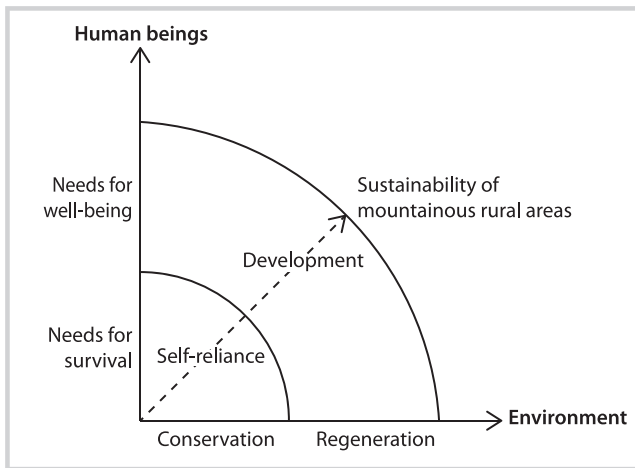 Human beings
Needs for
well-being
Sustainability of
mountainous rural areas
Development
Needs for
survival
Self-reliance
Environment
Conservation
Regeneration